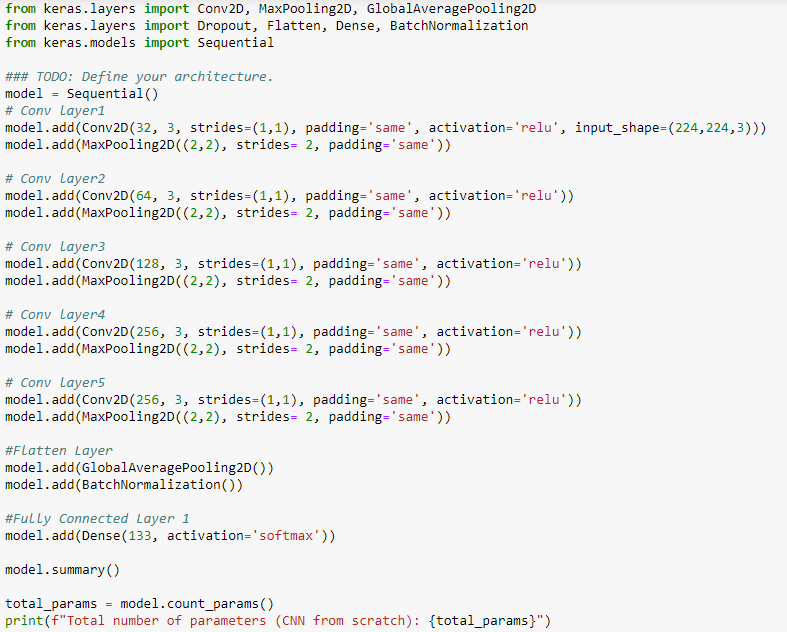 from keras.layers import Conv2D, MaxPooling2D, GlobalAveragePooling2D
from keras.layers import Dropout, Flatten, Dense, BatchNormalization
from keras.models import Sequential
### TODO: Define your architecture.
model = Sequential()
# Conv layer1
model.add(Conv2D(32, 3, strides=(1,1), padding='same', activation='relu', input_shape=(224,224,3)))
model.add(MaxPooling2D((2,2), strides= 2, padding='same'))
# Conv layer2
model.add(Conv2D(64, 3, strides=(1,1), padding='same', activation='relu'))
model.add(MaxPooling2D((2,2), strides= 2, padding='same'))
# Conv layer3
model.add(Conv2D(128, 3, strides=(1,1), padding='same', activation='relu'))
model.add(MaxPooling2D((2,2), strides= 2, padding='same'))
# Conv layer4
model.add(Conv2D(256, 3, strides=(1,1), padding='same', activation='relu'))
model.add(MaxPooling2D((2,2), strides= 2, padding='same'))
# Conv layer5
model.add(Conv2D(256, 3, strides=(1,1), padding='same', activation='relu'))
model.add(MaxPooling2D((2,2), strides= 2, padding='same'))
#Flatten Layer
model.add(GlobalAveragePooling2D())
model.add(BatchNormalization())
#Fully Connected Layer 1
model.add(Dense(133, activation='softmax'))
model.summary()
total_params = model.count_params()
print(f"Total number of parameters (CNN from scratch): {total_params}")